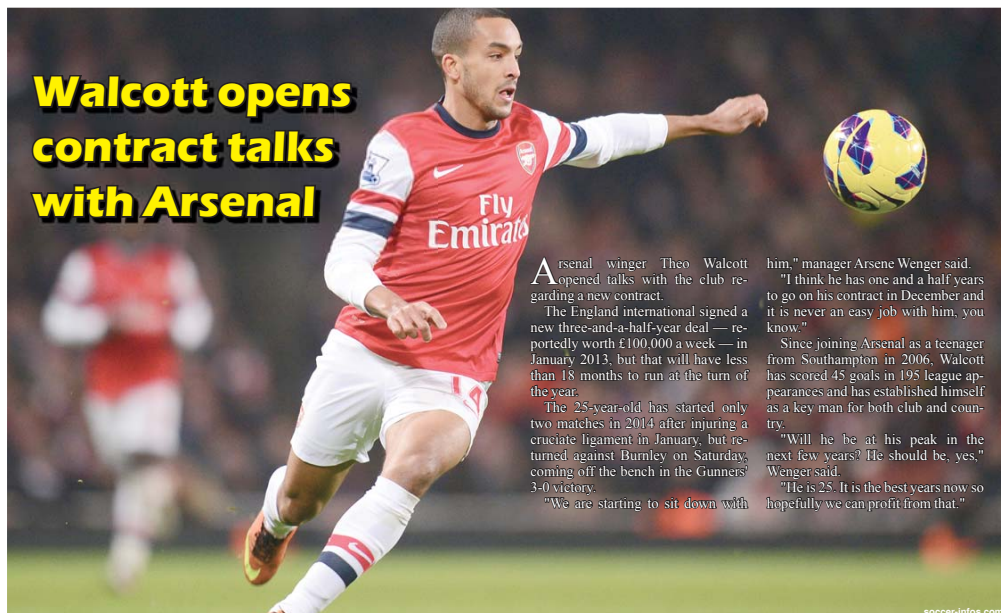 Walcott opens
contract talks
with Arsenal
Fly
Emirates
14
Arsenal winger Theo Walcott
opened talks with the club re-
garding a new contract.
The England international signed a
new three-and-a-half-year deal — re-
portedly worth £100,000 a week — in
January 2013, but that will have less
than 18 months to run at the turn of
the year.
The 25-year-old has started only
two matches in 2014 after injuring a
cruciate ligament in January, but re-
turned against Burnley on Saturday,
coming off the bench in the Gunners'
3-0 victory.
"We are starting to sit down with
him," manager Arsene Wenger said.
"I think he has one and a half years
to go on his contract in December and
it is never an easy job with him, you
know."
Since joining Arsenal as a teenager
from Southampton in 2006, Walcott
has scored 45 goals in 195 league ap-
pearances and has established himself
as a key man for both club and coun-
try.
"Will he be at his peak in the
next few years? He should be, yes,"
Wenger said.
"He is 25. It is the best years now so
hopefully we can profit from that."
soccer-infos.com